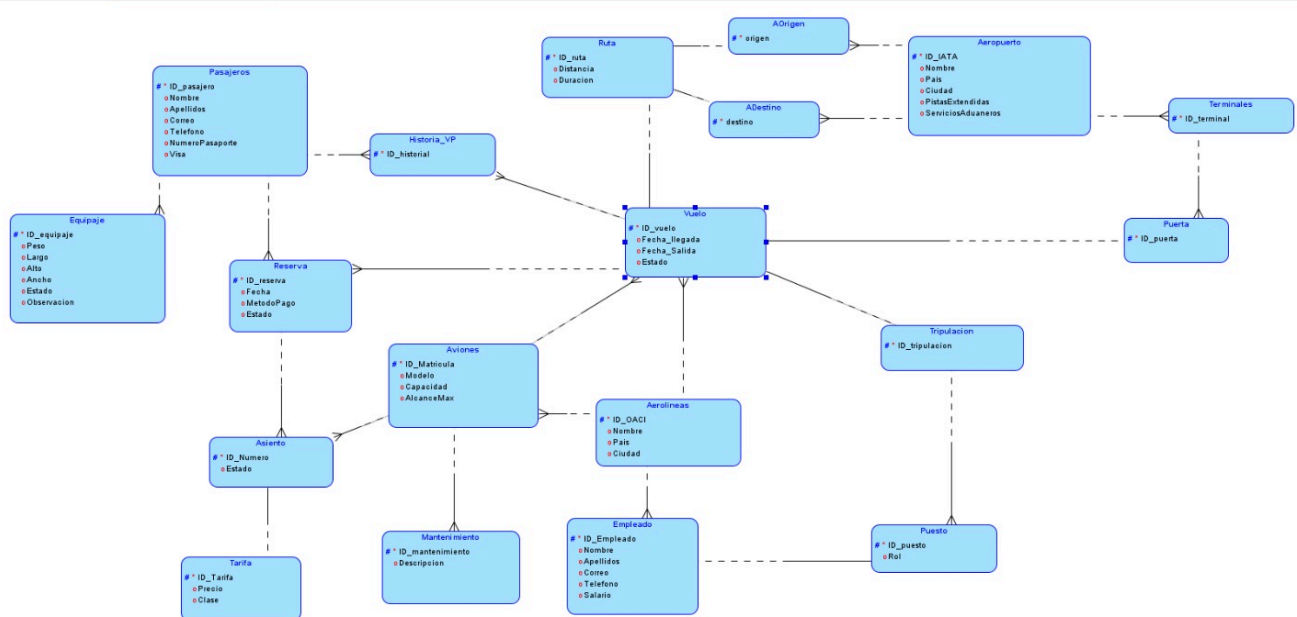 AOrigen
# * origen
Ruta
# * ID_ruta
o Distancia
o Duracion
Aeropuerto
# * ID_IATA
o Nombre
o Pais
o Ciudad
o PistasExtendidas
o ServiciosAduaneros
Pasajeros
# * ID_pasajero
o Nombre
o Apellidos
o Correo
o Telefono
o NumeroPasaporte
o Visa
ADestino
# * destino
Terminales
# * ID_terminal
Historia_VP
# * ID_historial
Vuelo
# * ID_vuelo
o Fecha_llegada
o Fecha_Salida
o Estado
Equipaje
# * ID_equipaje
o Peso
o Largo
o Alto
o Ancho
o Estado
o Observacion
Puerta
# * ID_puerta
Reserva
# * ID_reserva
o Fecha
o MetodoPago
o Estado
Tripulacion
# * ID_tripulacion
Aviones
# * ID_Matricula
o Modelo
o Capacidad
o AlcanceMax
Aerolineas
# * ID_OACI
o Nombre
o Pais
o Ciudad
Asiento
# * ID_Numero
o Estado
Empleado
# * ID_Empleado
o Nombre
o Apellidos
o Correo
o Telefono
o Salario
Puesto
# * ID_puesto
o Rol
Mantenimiento
# * ID_mantenimiento
o Descripcion
Tarifa
# * ID_Tarifa
o Precio
o Clase